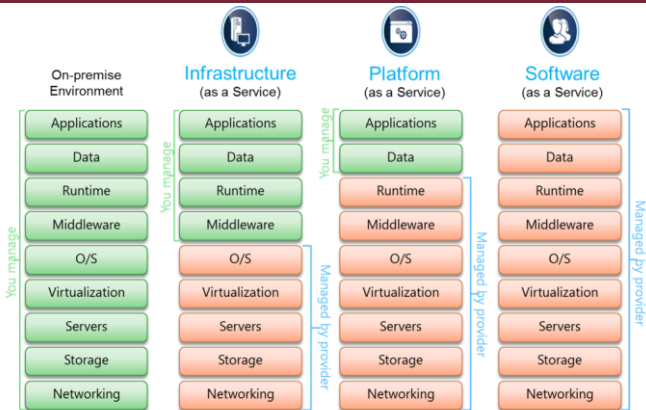 On-premise
Environment
Infrastructure
(as a Service)
Platform
(as a Service)
Software
(as a Service)
You manage
Applications
Data
Runtime
Middleware
O/S
Virtualization
Servers
Storage
Networking
You manage
Applications
Data
Runtime
Middleware
O/S
Virtualization
Servers
Storage
Networking
Managed by provider
You manage
Applications
Data
Runtime
Middleware
O/S
Virtualization
Servers
Storage
Networking
Managed by provider
Applications
Data
Runtime
Middleware
O/S
Virtualization
Servers
Storage
Networking
Managed by provider